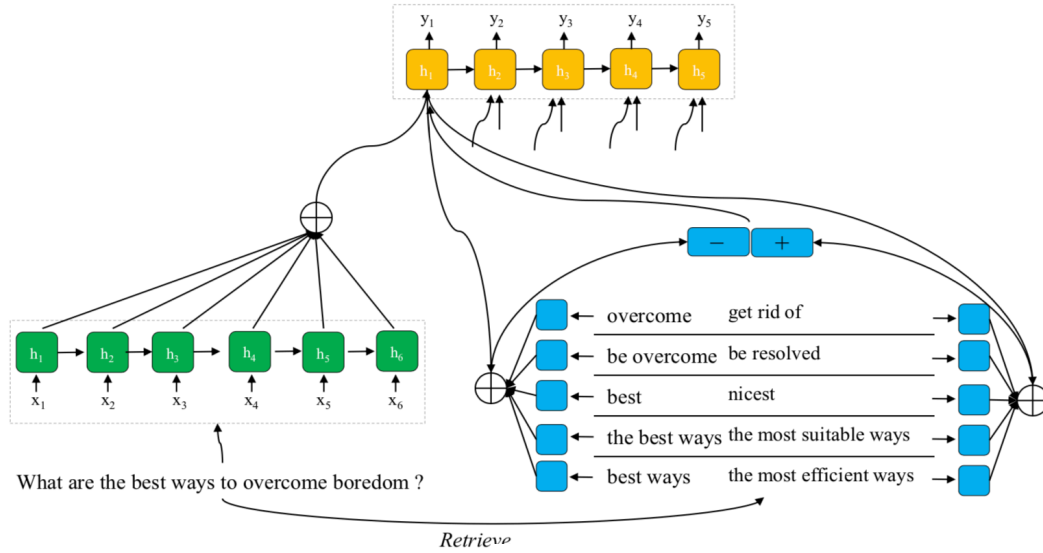 y1 y2 y3 y4 y5
h1 h2 h3 h4 h5
− +
overcome get rid of
be overcome be resolved
best nicest
the best ways the most suitable ways
best ways the most efficient ways
h1 h2 h3 h4 h5 h6
x1 x2 x3 x4 x5 x6
What are the best ways to overcome boredom ?
Retrieve